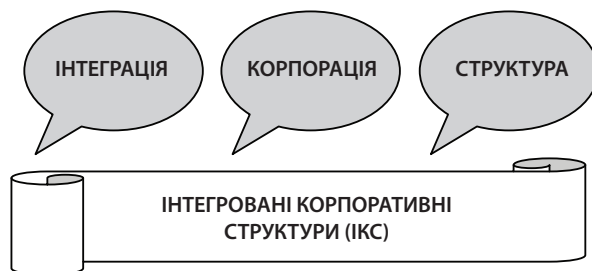 ІНТЕГРАЦІЯ
КОРПОРАЦІЯ
СТРУКТУРА
ІНТЕГРОВАНІ КОРПОРАТИВНІ
СТРУКТУРИ (ІКС)